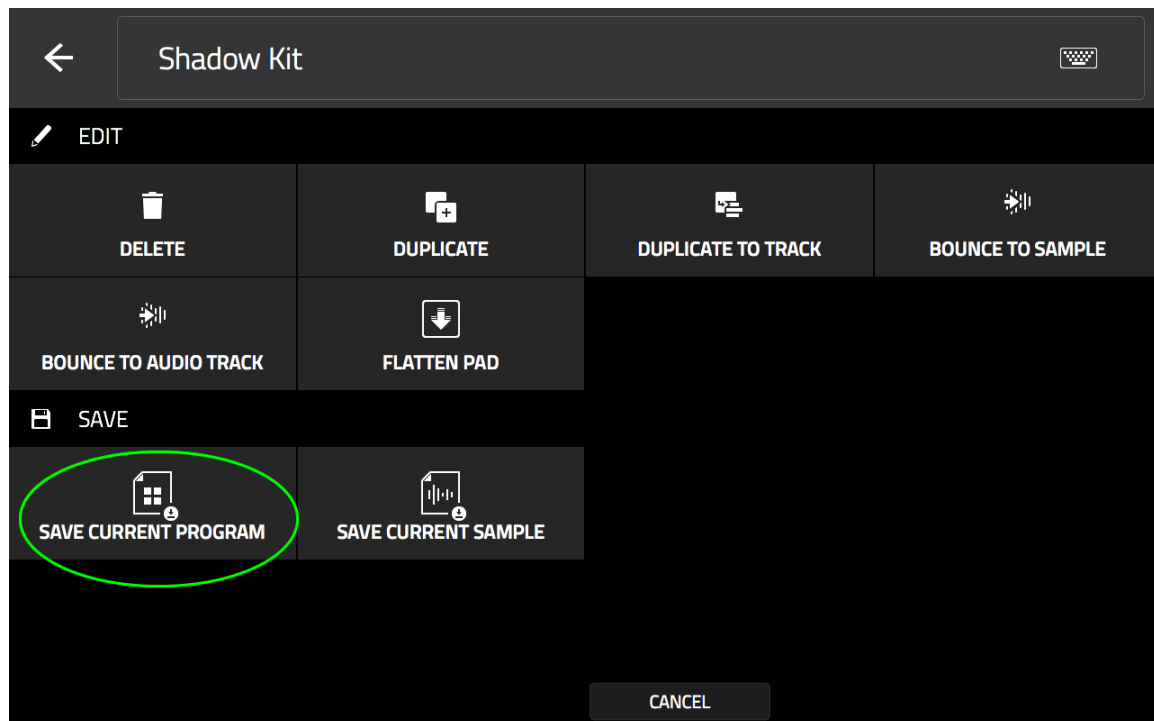 Shadow Kit
EDIT
DELETE
DUPLICATE
DUPLICATE TO TRACK
BOUNCE TO SAMPLE
BOUNCE TO AUDIO TRACK
FLATTEN PAD
SAVE
SAVE CURRENT PROGRAM
SAVE CURRENT SAMPLE
CANCEL